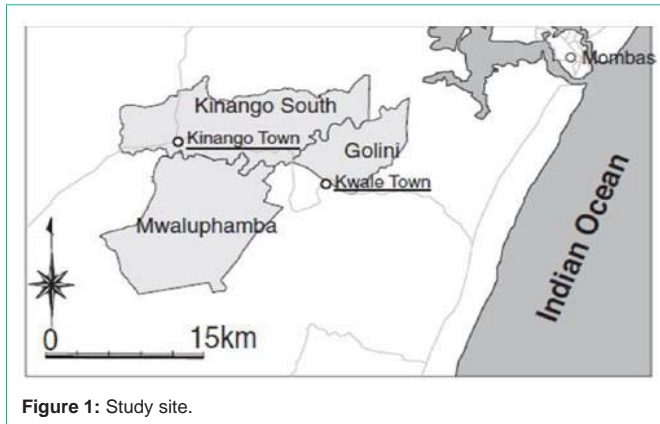 Mombas
Kinango South
Kinango Town
Golini
Kwale Town
Mwaluphamba
Indian Ocean
0 15km
Figure 1: Study site.